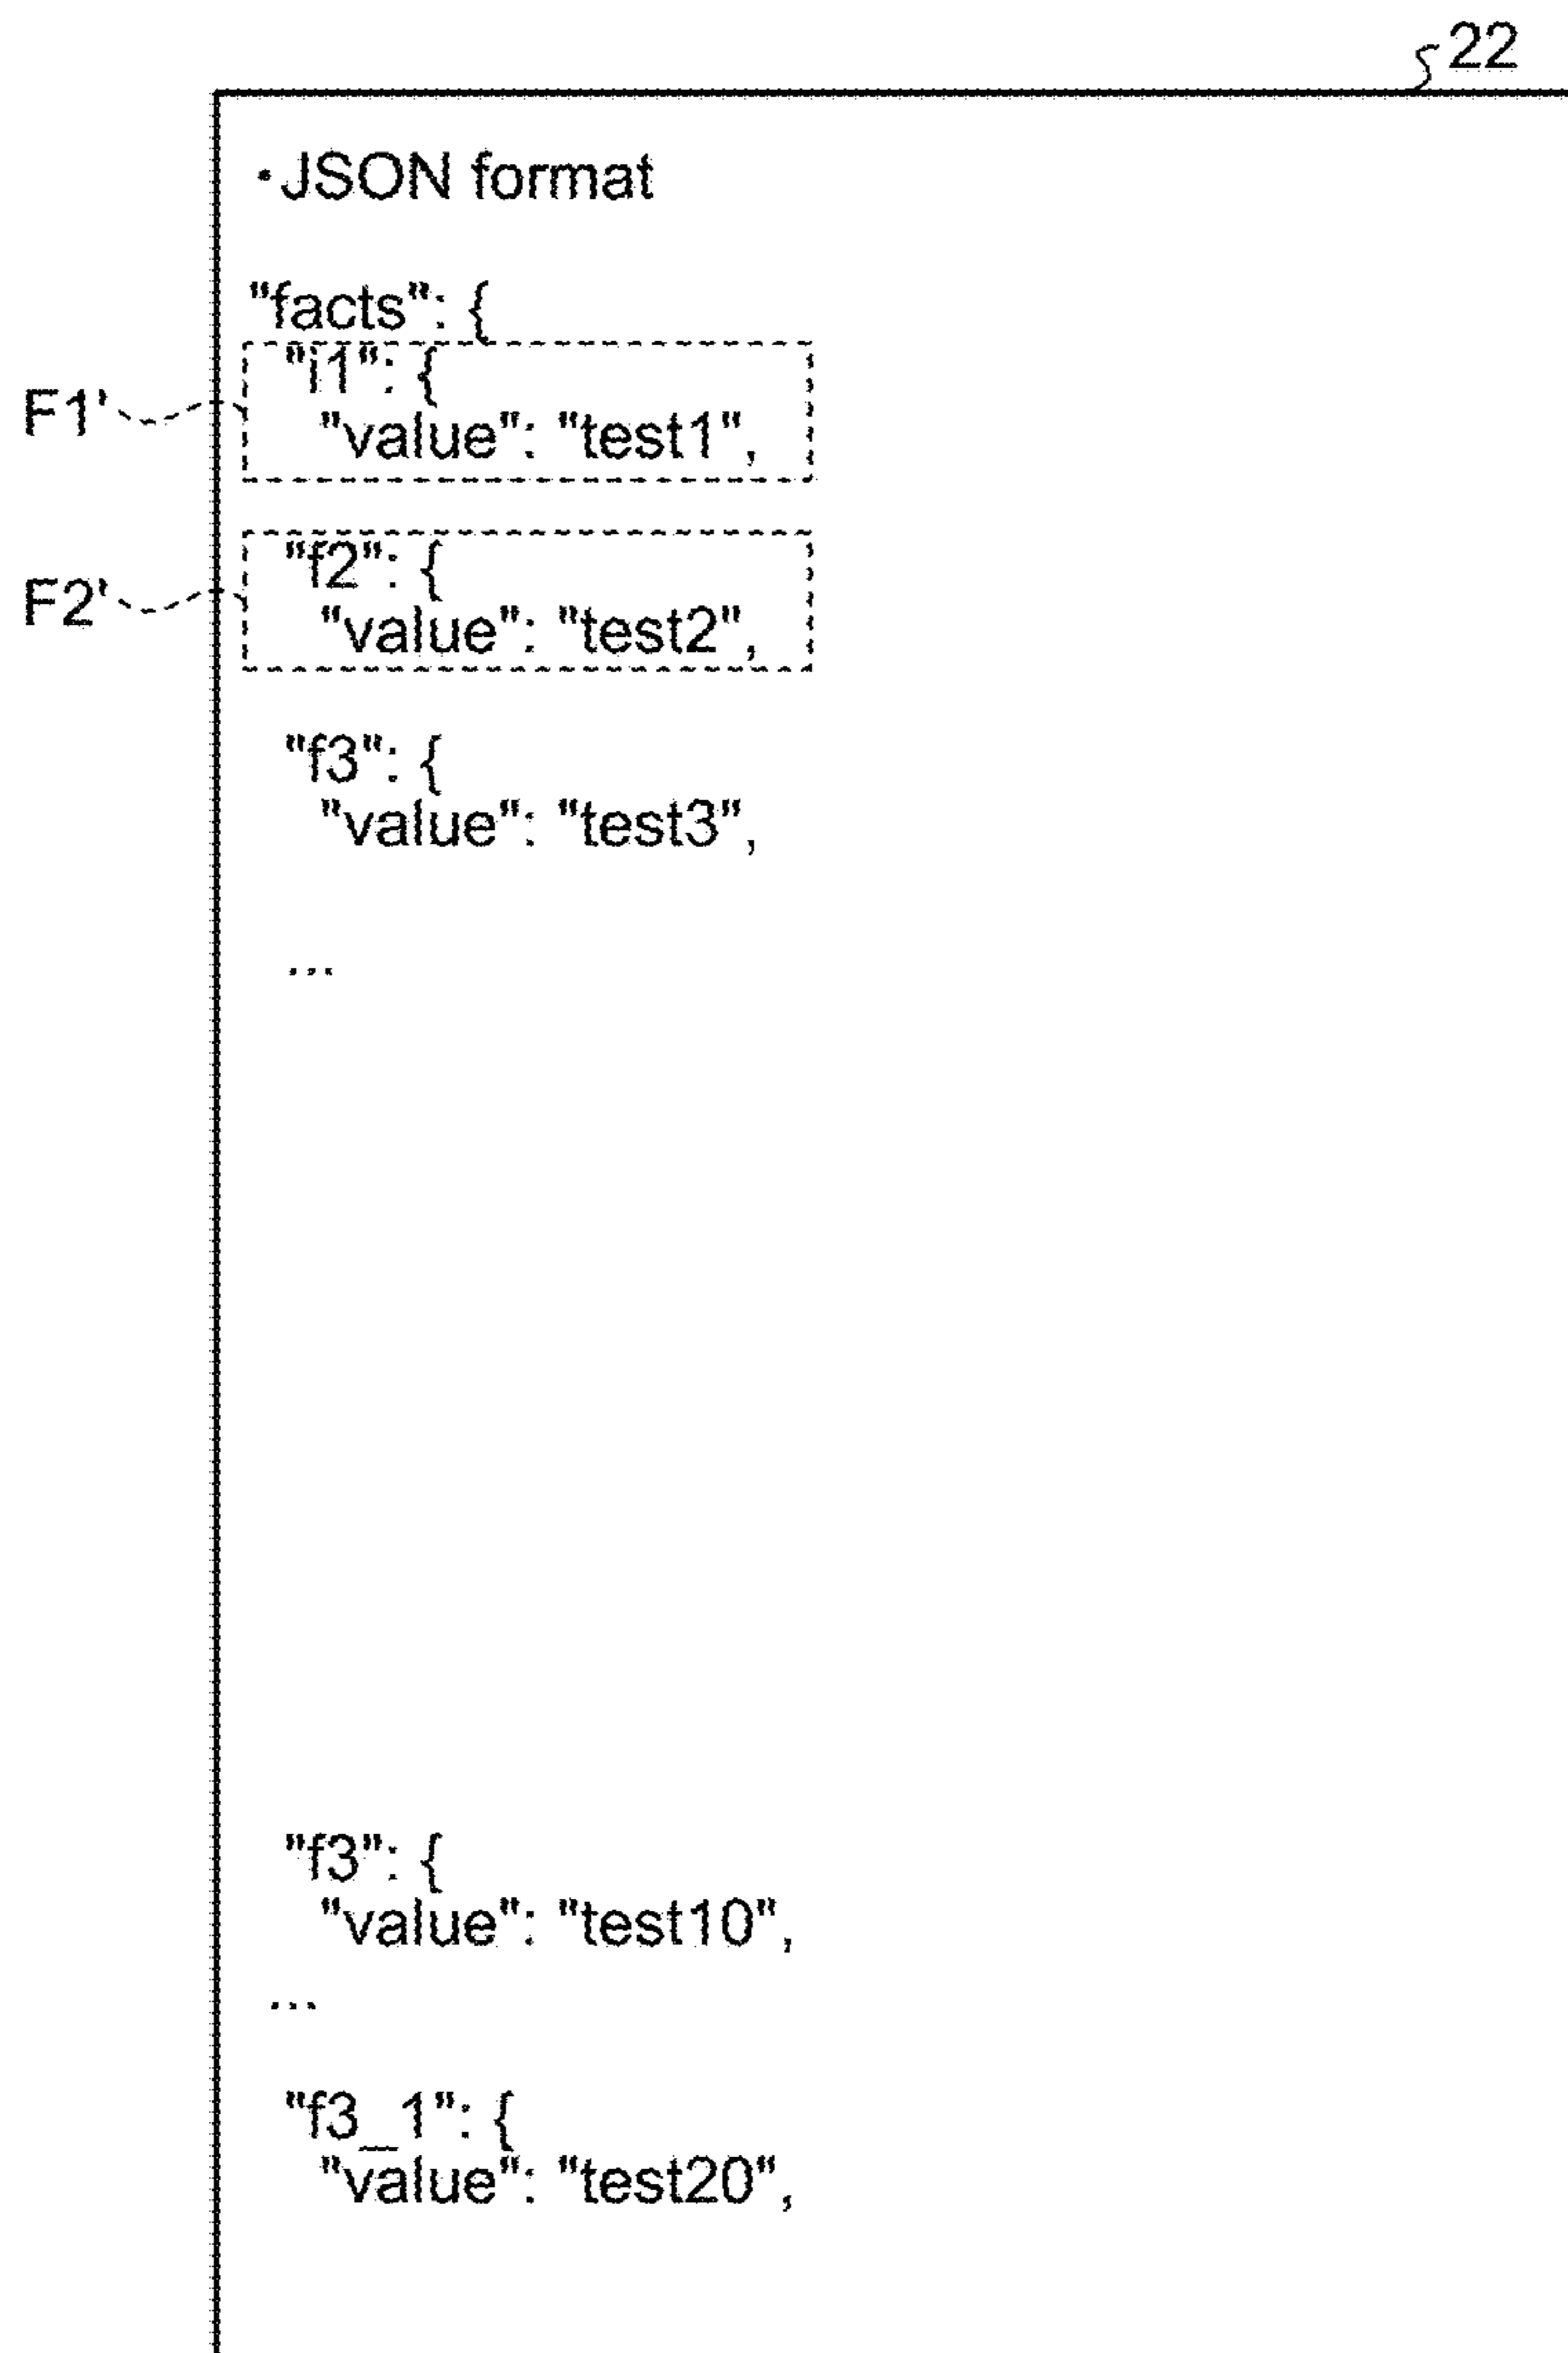 22
・JSON format
"facts": {
"i1": {
F1'
"value": "test1",
"f2": {
F2'
"value": "test2",
"f3": {
"value": "test3",
...
"f3": {
"value": "test10",
...
"f3_1": {
"value": "test20",